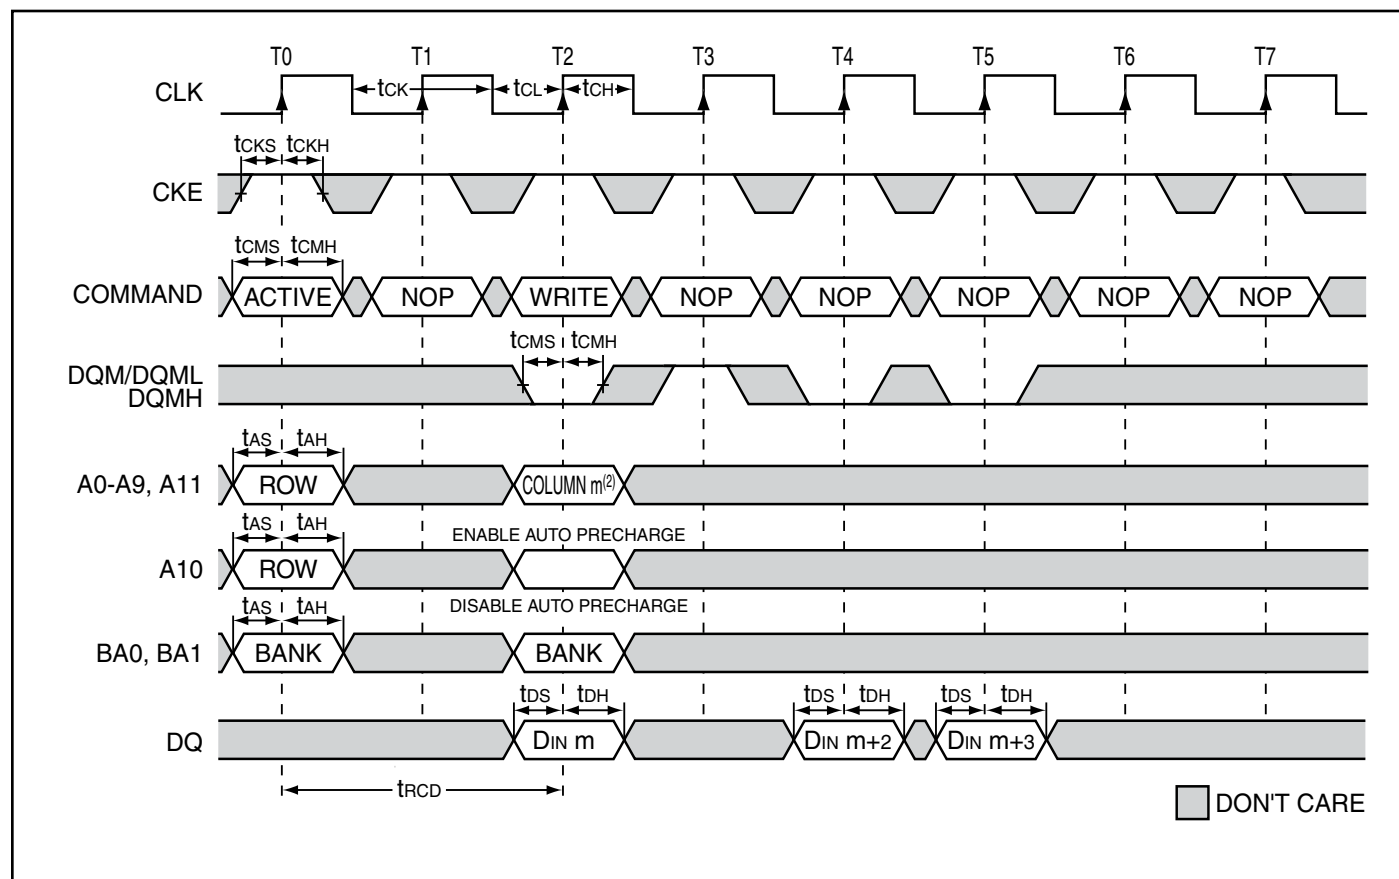 T0 T1 T2 T3 T4 T5 T6 T7
CLK tCK tCL tCH
tCKS tCKH
CKE
tCMS tCMH
COMMAND ACTIVE NOP WRITE NOP NOP NOP NOP NOP
tCMS tCMH
DQM/DQML
DQMH
tAS tAH
A0-A9, A11 ROW COLUMN m(2)
tAS tAH ENABLE AUTO PRECHARGE
A10 ROW
tAS tAH DISABLE AUTO PRECHARGE
BA0, BA1 BANK BANK
tDS tDH tDS tDH tDS tDH
DQ DIN m DIN m+2 DIN m+3
tRCD
DON'T CARE